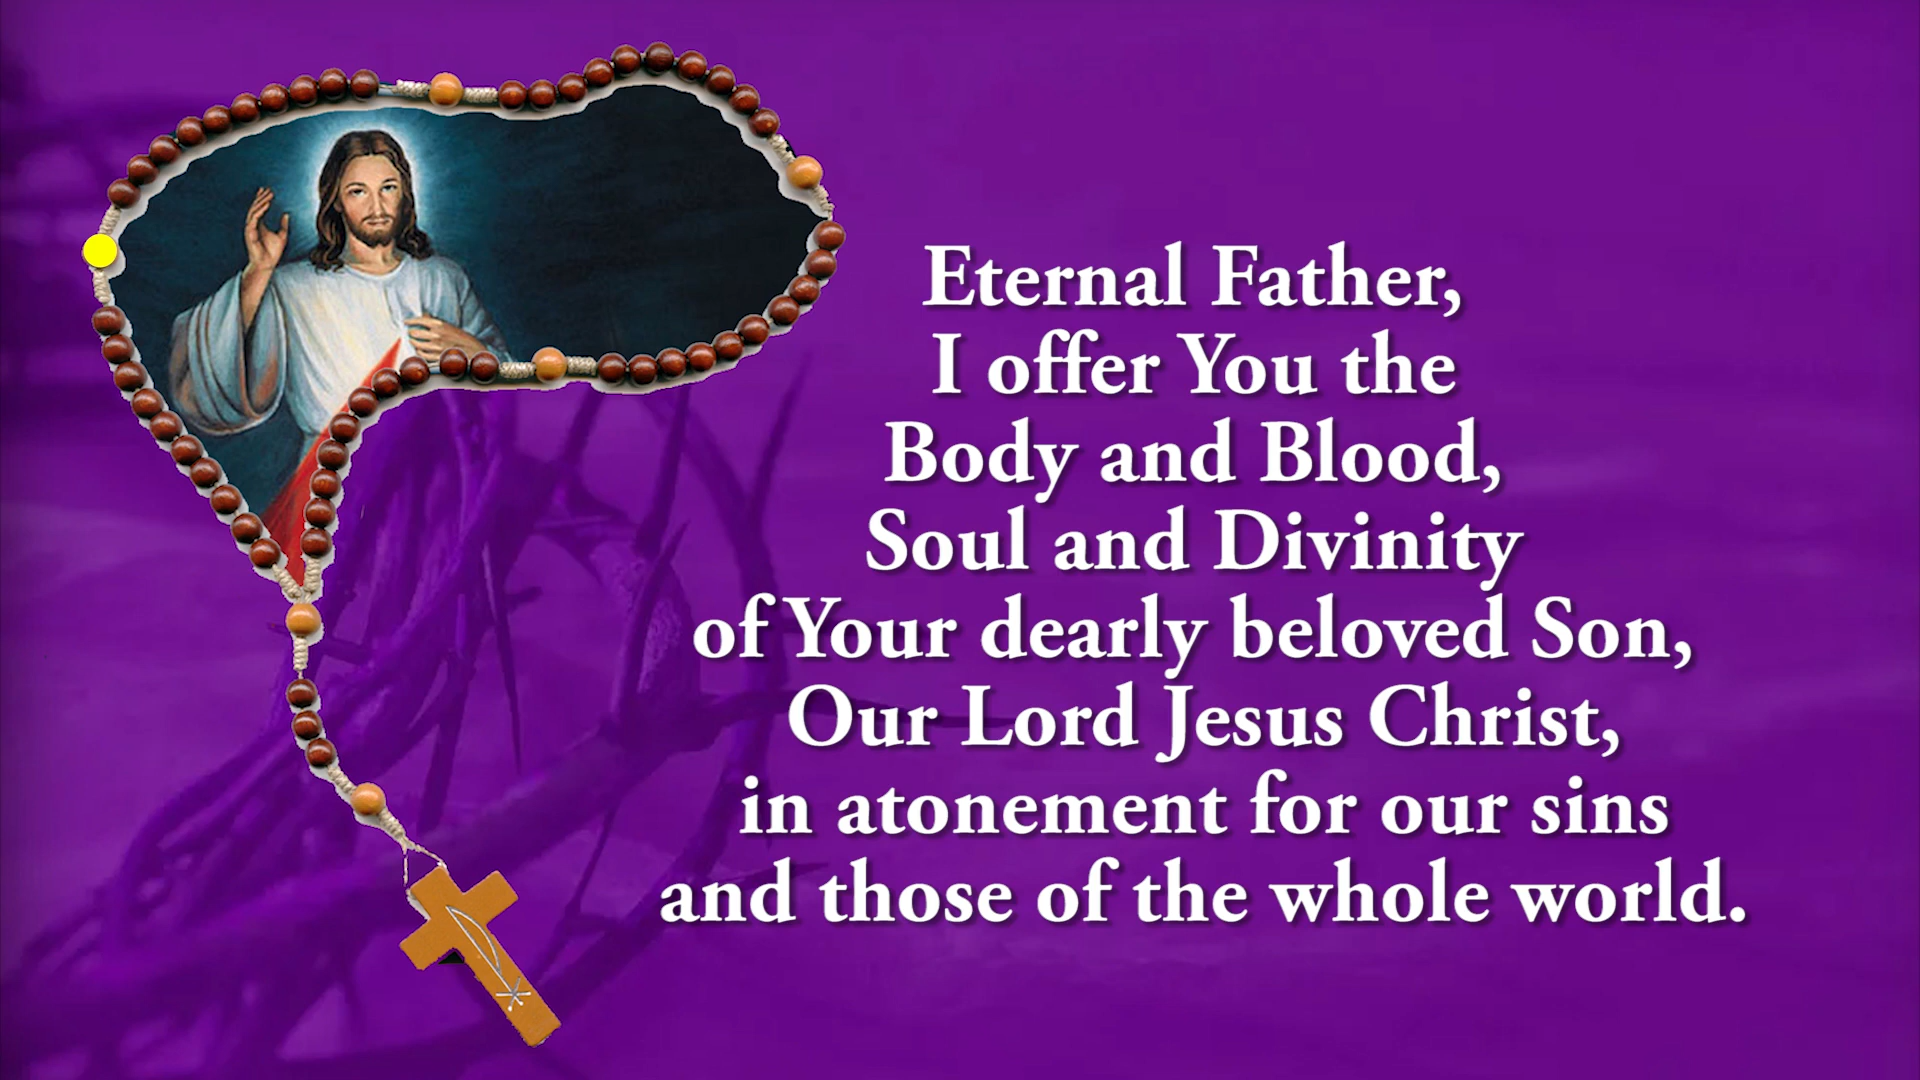 Eternal Father,
I offer You the
Body and Blood,
Soul and Divinity
of Your dearly beloved Son,
Our Lord Jesus Christ,
in atonement for our sins
and those of the whole world.